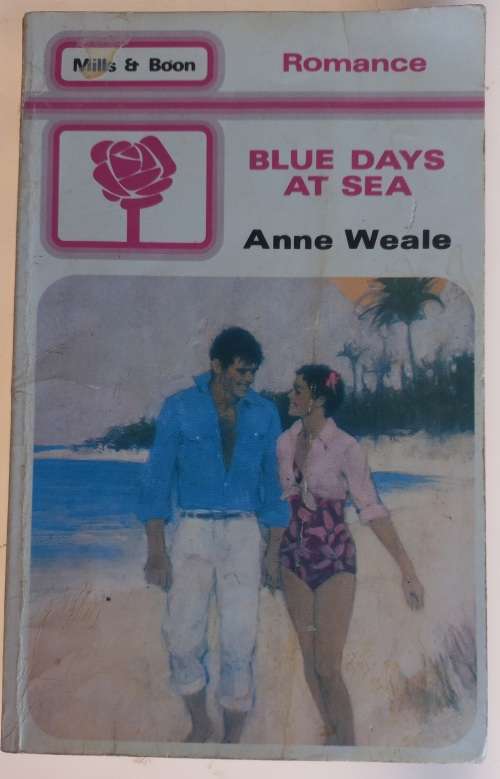 Mills & Boon
Romance
BLUE DAYS
AT SEA
Anne Weale